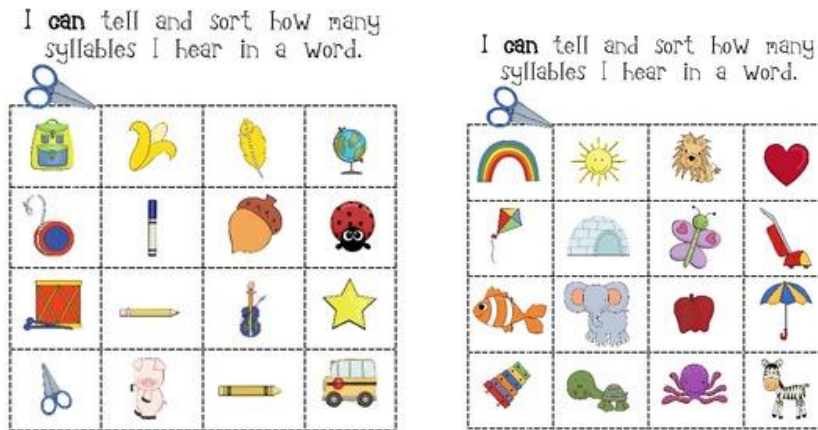 I can tell and sort how many
syllables I hear in a word.
I can tell and sort how many
syllables I hear in a word.